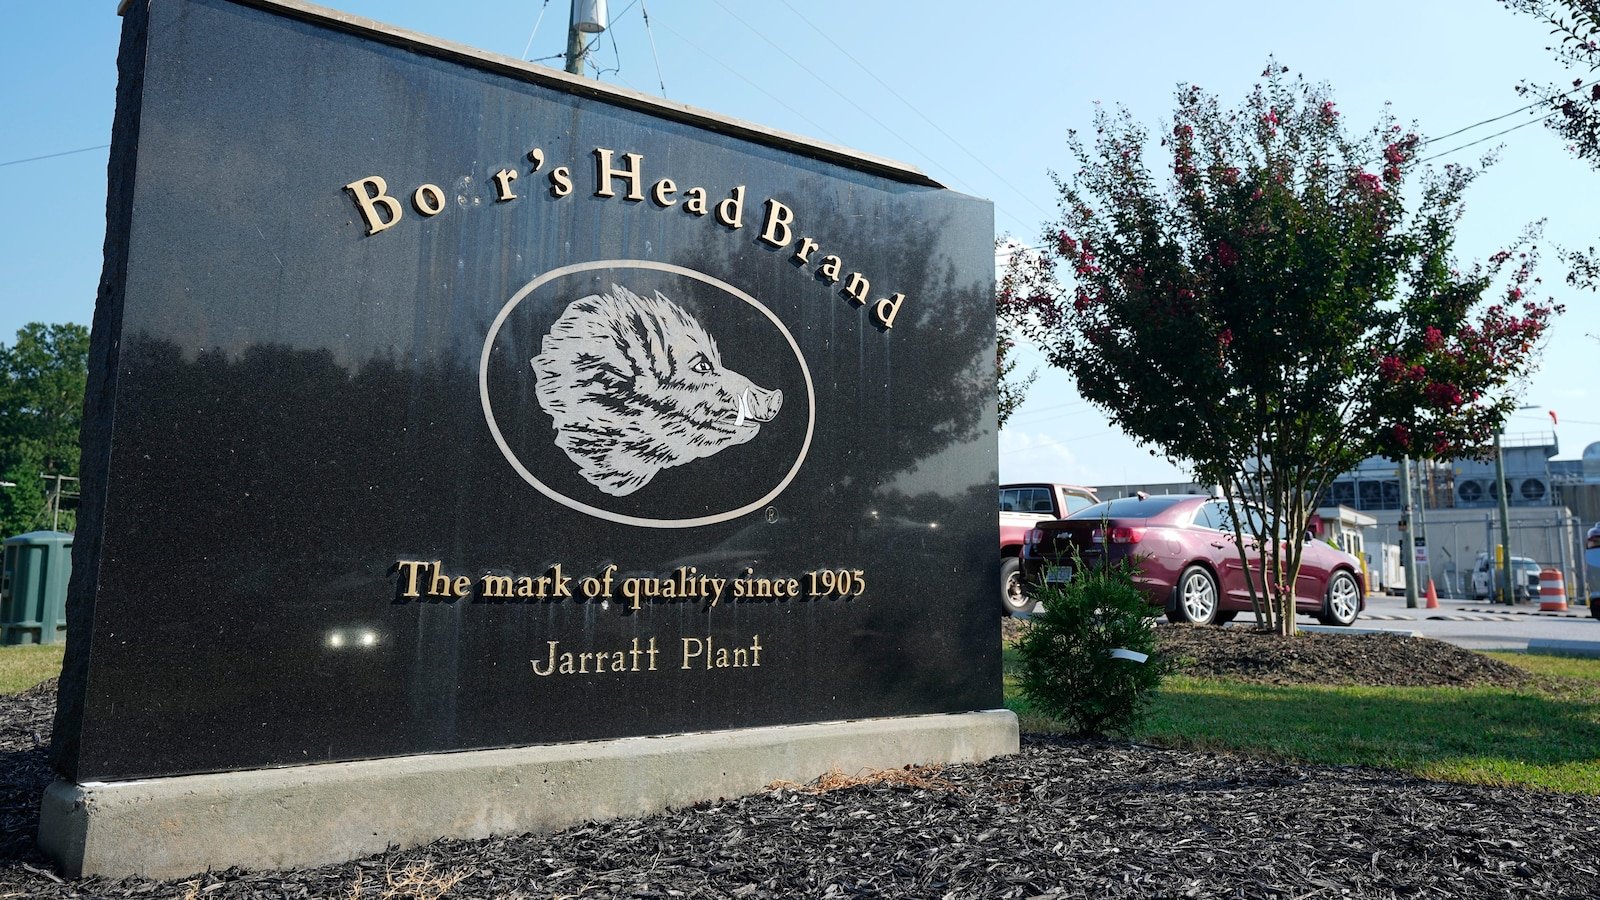 Bo r's Head Brand
®
The mark of quality since 1905
Jarratt Plant